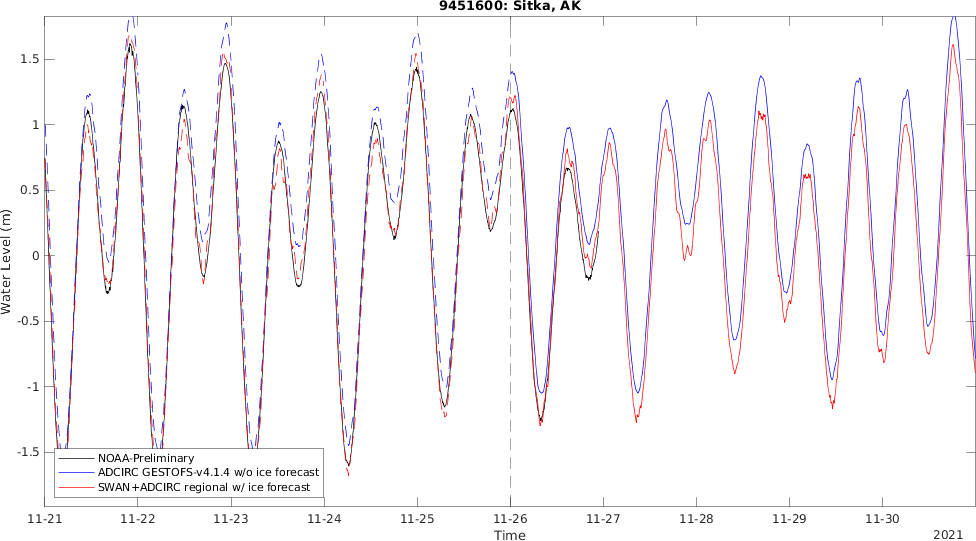 9451600: Sitka, AK
Water Level (m)
1.5
1
0.5
0
-0.5
-1
-1.5
NOAA-Preliminary
ADCIRC GESTOFS-v4.1.4 w/o ice forecast
SWAN+ADCIRC regional w/ ice forecast
11-21 11-22 11-23 11-24 11-25 11-26 11-27 11-28 11-29 11-30
Time
2021